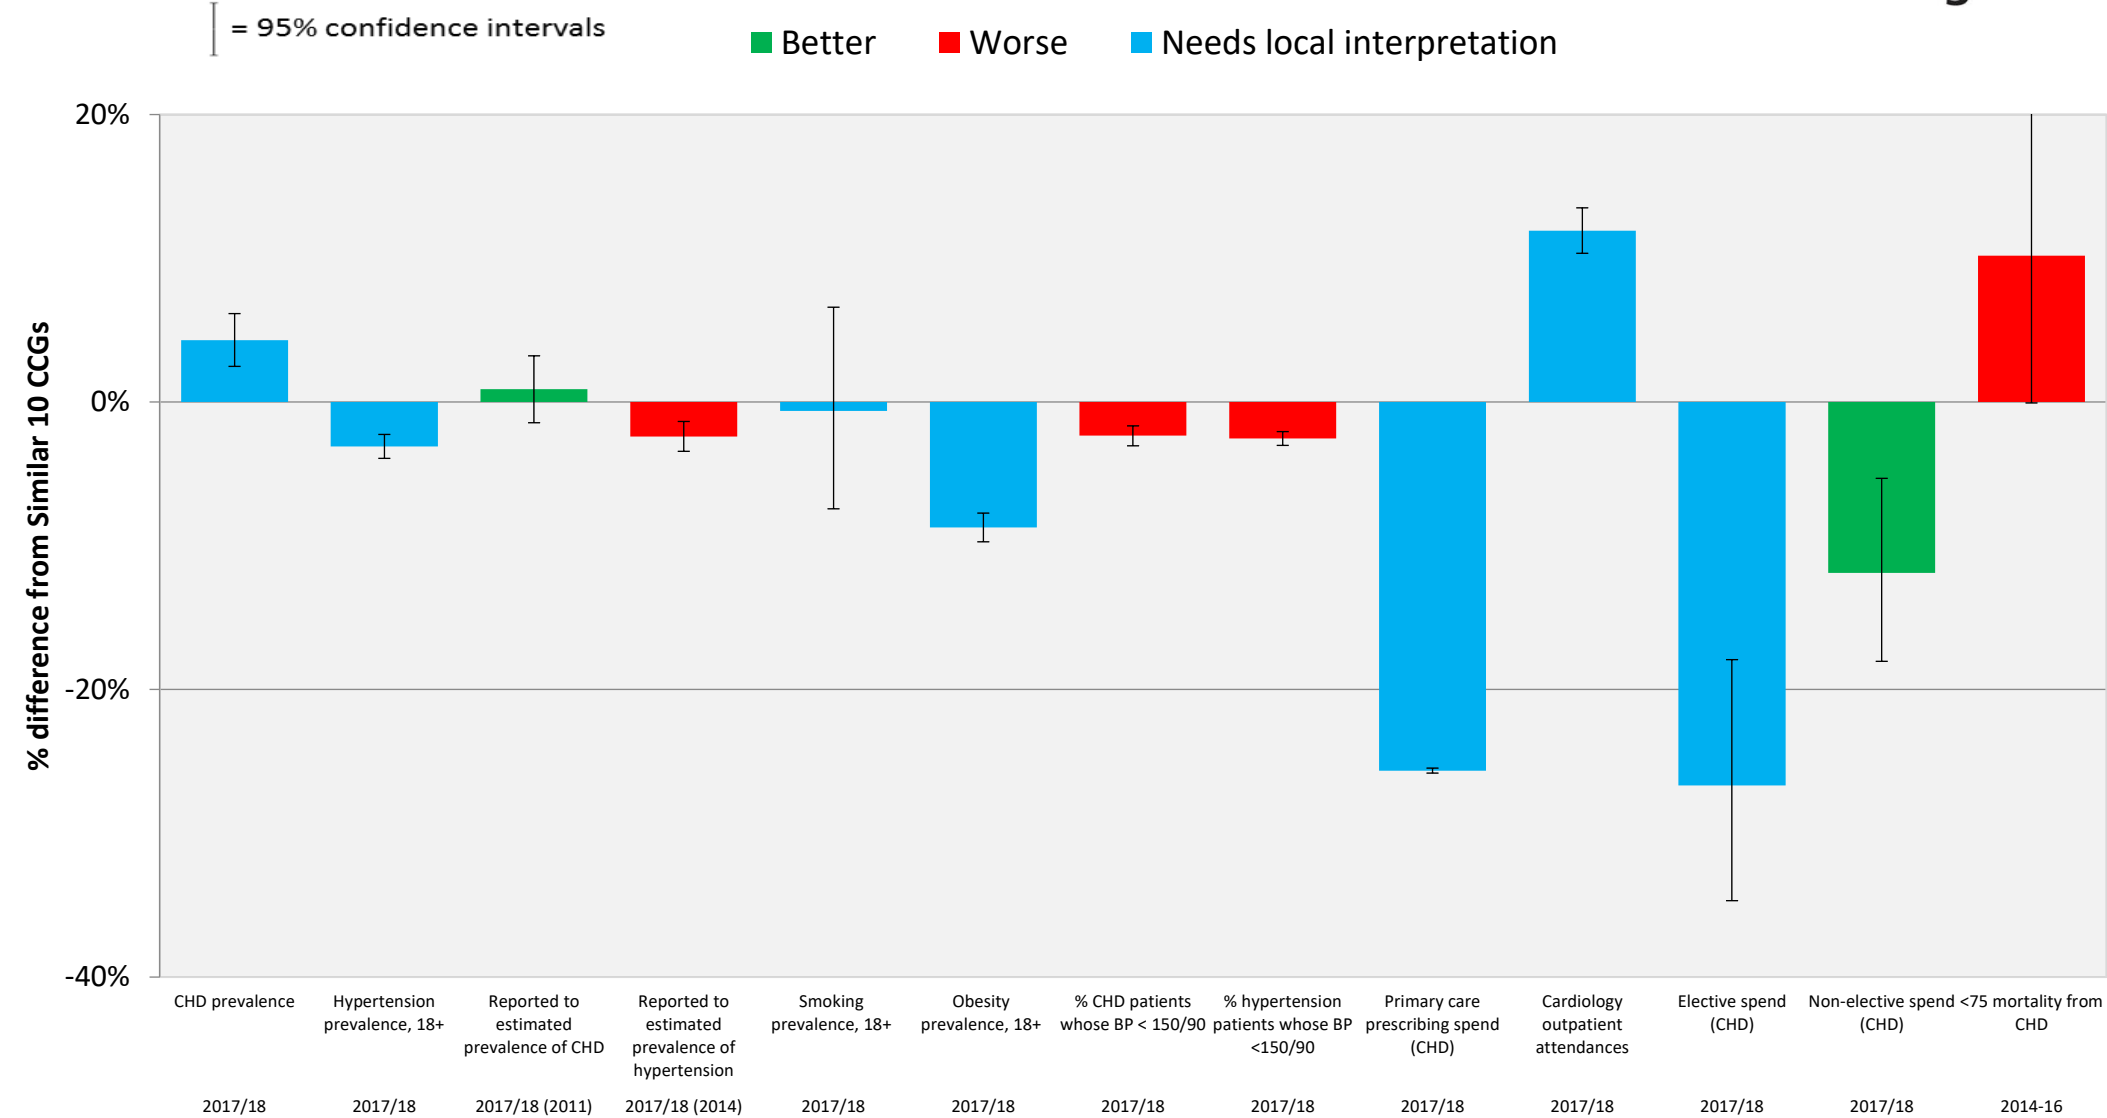 = 95% confidence intervals
Better
Worse
Needs local interpretation
% difference from Similar 10 CCGs
20%
0%
-20%
-40%
CHD prevalence
2017/18
Hypertension
prevalence, 18+
2017/18
Reported to
estimated
prevalence of CHD
2017/18 (2011)
Reported to
estimated
prevalence of
hypertension
2017/18 (2014)
Smoking
prevalence, 18+
2017/18
Obesity
prevalence, 18+
2017/18
% CHD patients
whose BP < 150/90
2017/18
% hypertension
patients whose BP
<150/90
2017/18
Primary care
prescribing spend
(CHD)
2017/18
Cardiology
outpatient
attendances
2017/18
Elective spend
(CHD)
2017/18
Non-elective spend
(CHD)
2017/18
<75 mortality from
CHD
2014-16